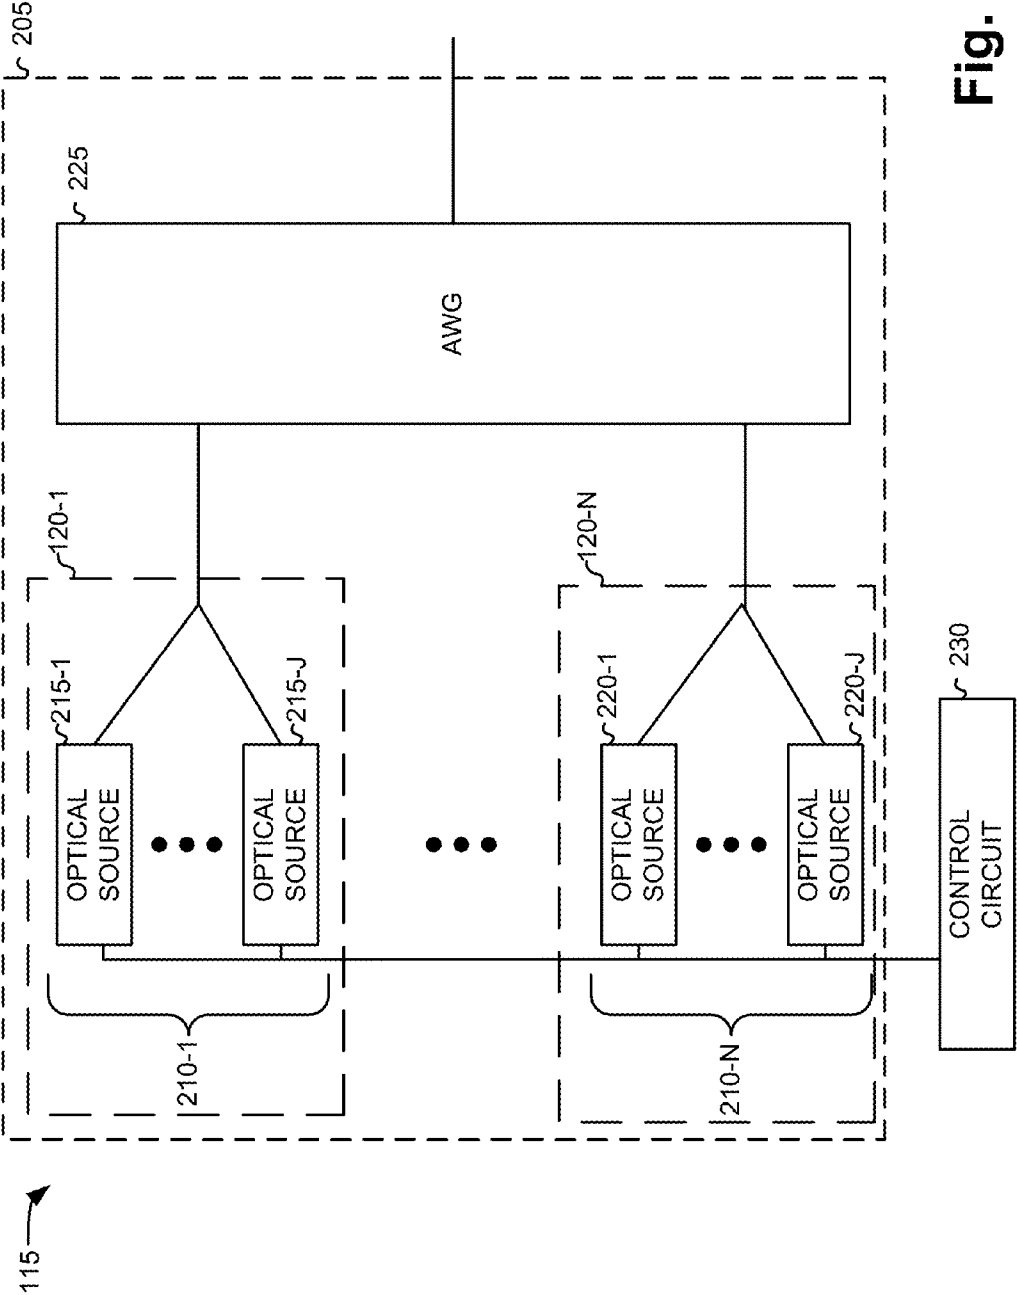 115
205
120-1
215-1
OPTICAL
SOURCE
215-J
OPTICAL
SOURCE
210-1
225
AWG
120-N
220-1
OPTICAL
SOURCE
220-J
OPTICAL
SOURCE
210-N
230
CONTROL
CIRCUIT
Fig.